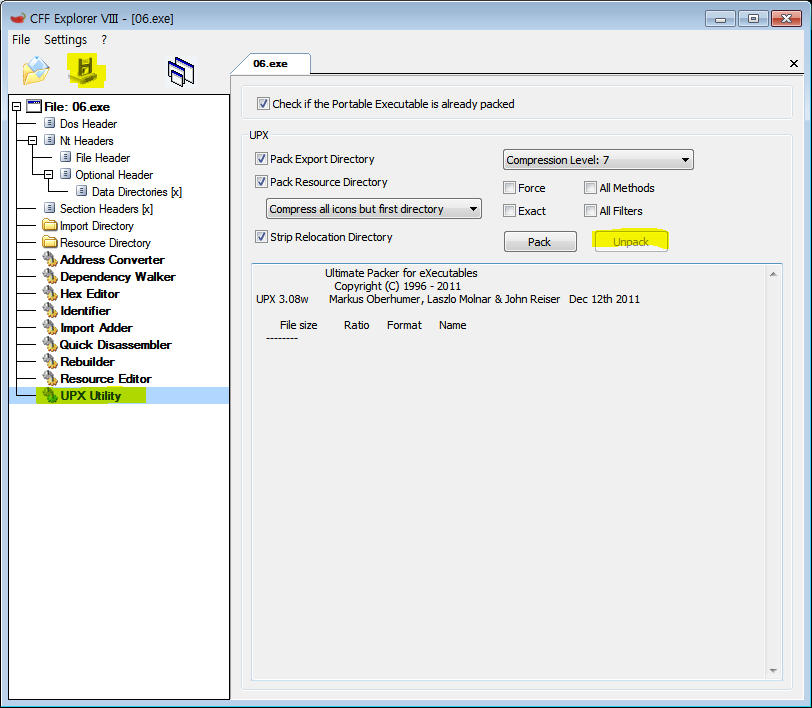 CFF Explorer VIII - [06.exe]
File Settings ?
06.exe
File: 06.exe
Dos Header
Nt Headers
File Header
Optional Header
Data Directories [x]
Section Headers [x]
Import Directory
Resource Directory
Address Converter
Dependency Walker
Hex Editor
Identifier
Import Adder
Quick Disassembler
Rebuilder
Resource Editor
UPX Utility
Check if the Portable Executable is already packed
UPX
Pack Export Directory
Compression Level: 7
Pack Resource Directory
Force All Methods
Compress all icons but first directory
Exact All Filters
Strip Relocation Directory
Pack Unpack
Ultimate Packer for eXecutables
Copyright (C) 1996 - 2011
UPX 3.08w Markus Oberhumer, Laszlo Molnar & John Reiser Dec 12th 2011
File size Ratio Format Name
--------